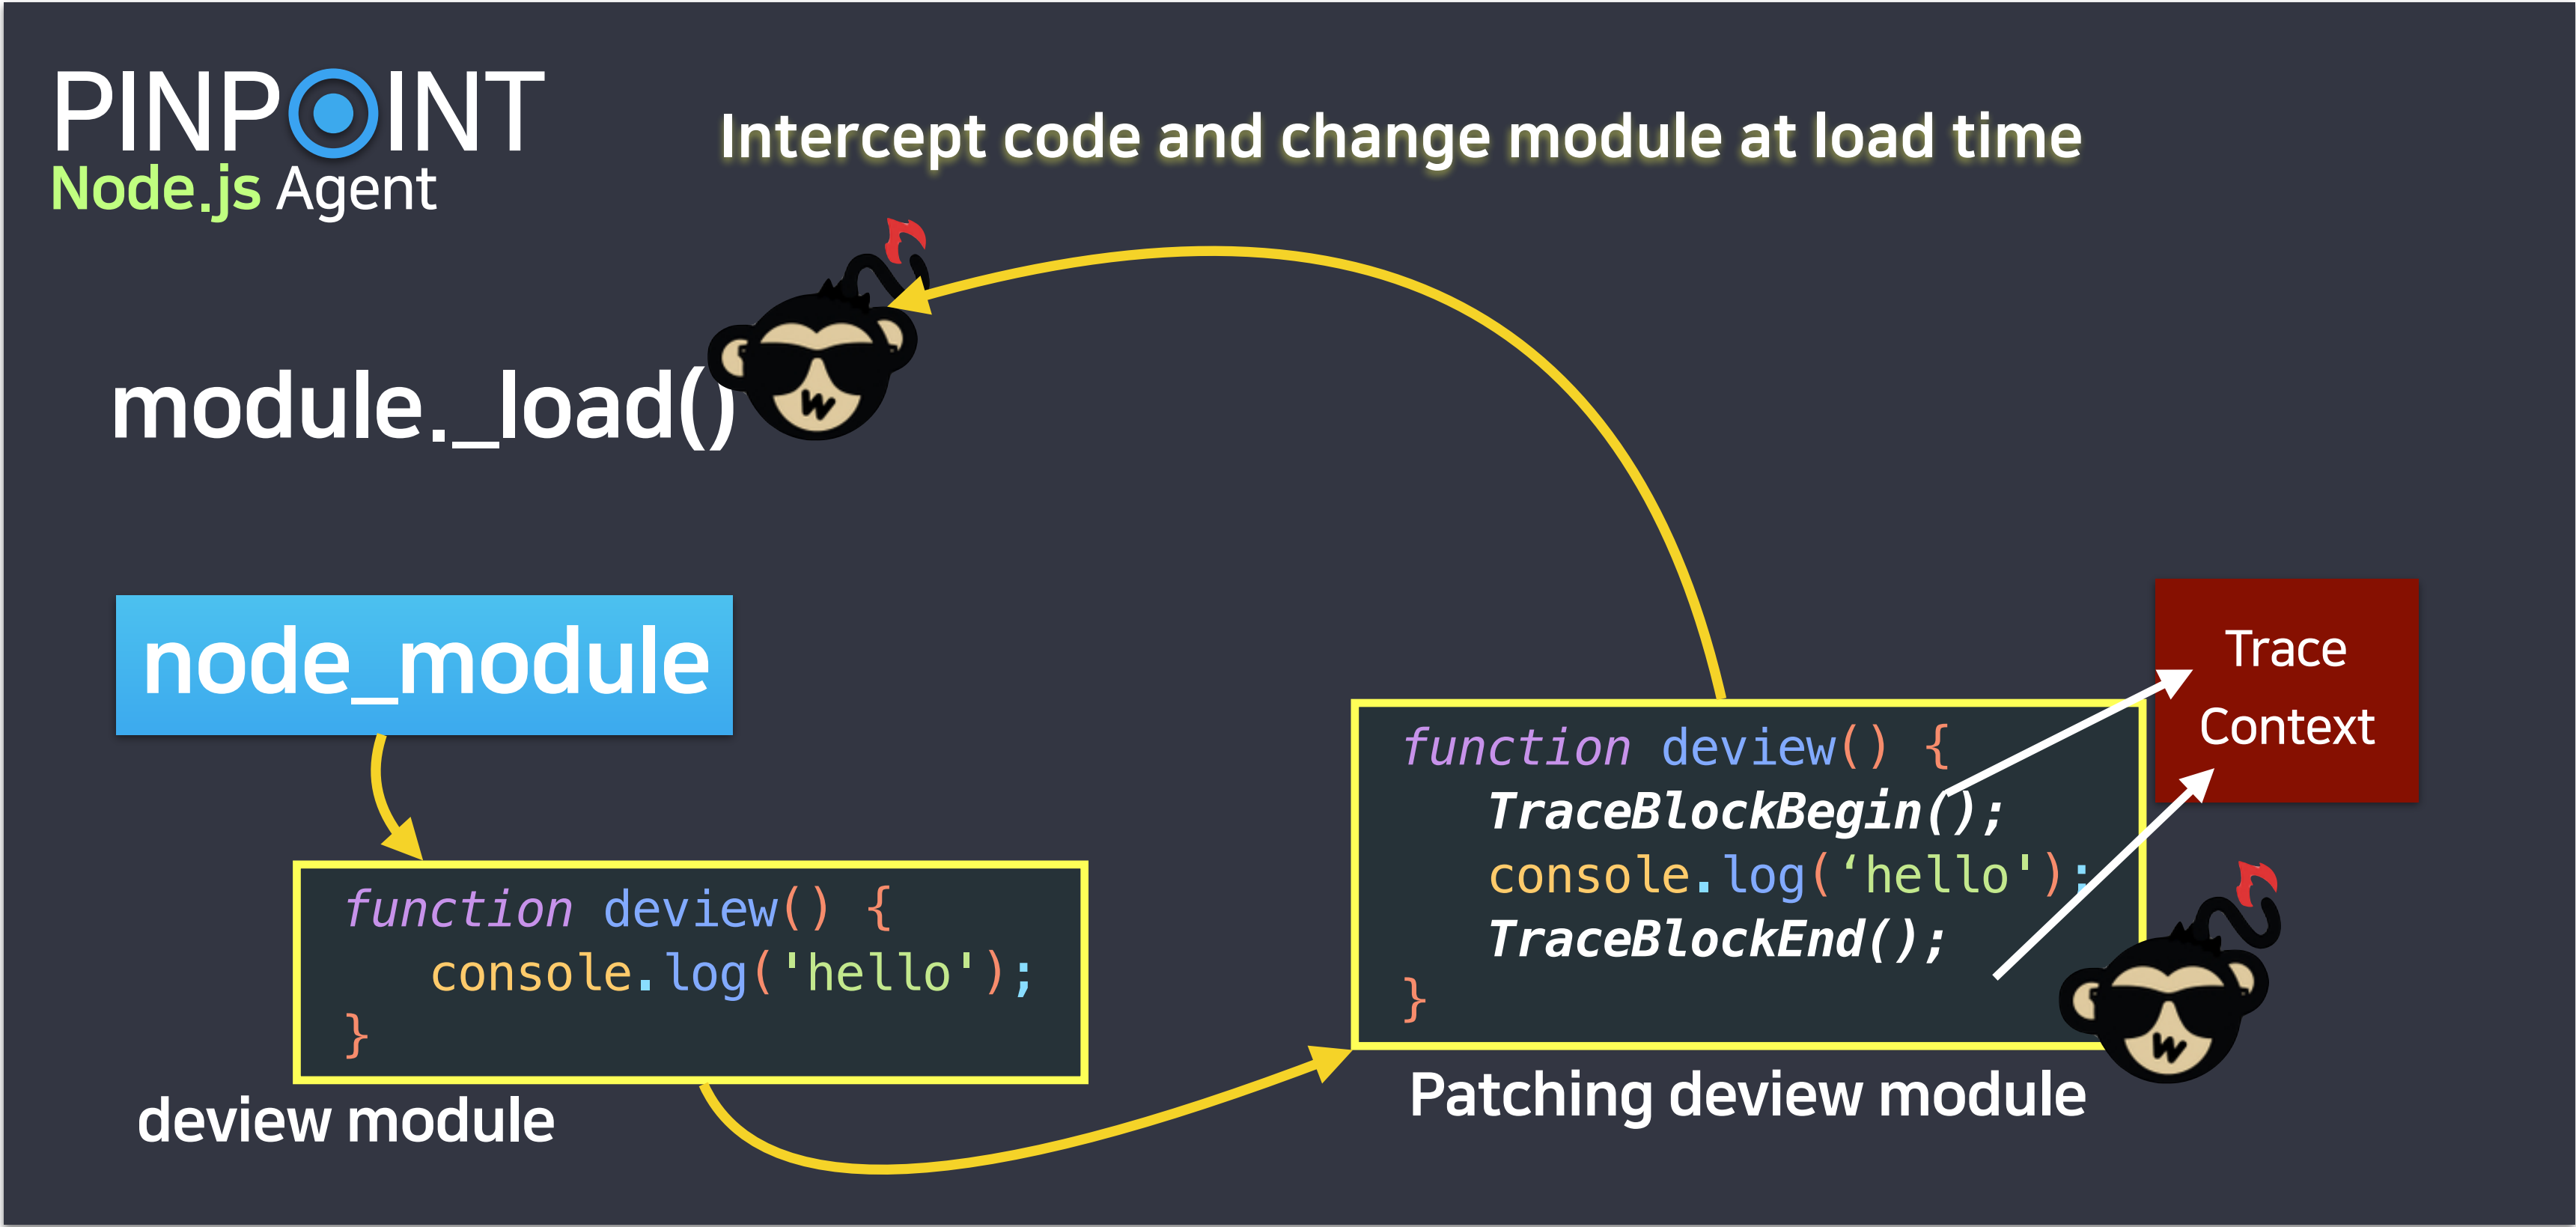 PINPOINT
Node.js Agent
Intercept code and change module at load time
module._load()
node_module
function deview() {
console.log('hello');
}
deview module
function deview() {
TraceBlockBegin();
console.log(‘hello');
TraceBlockEnd();
}
Patching deview module
Trace
Context
W
W